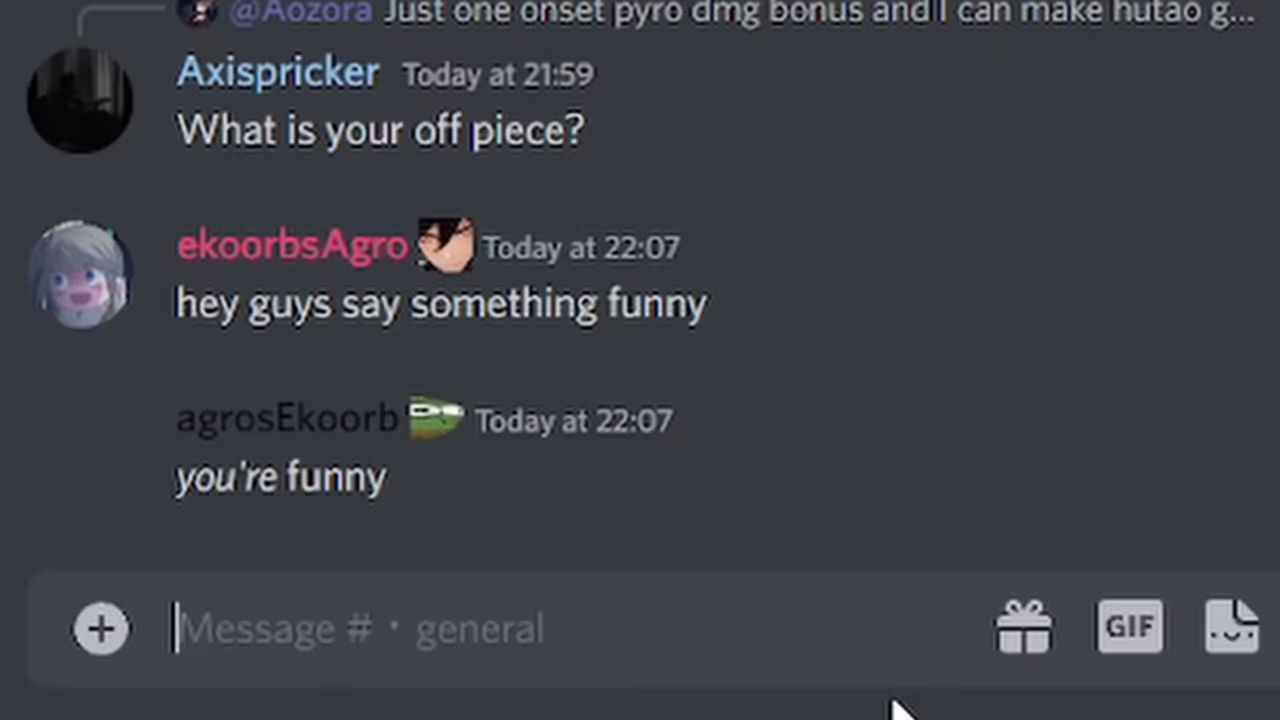 @Aozora Just one onset pyro dmg bonus and I can make hutao g...
Axispricker Today at 21:59
What is your off piece?
ekoorbsAgro Today at 22:07
hey guys say something funny
agrosEkoorb Today at 22:07
you're funny
Message # · general
GIF